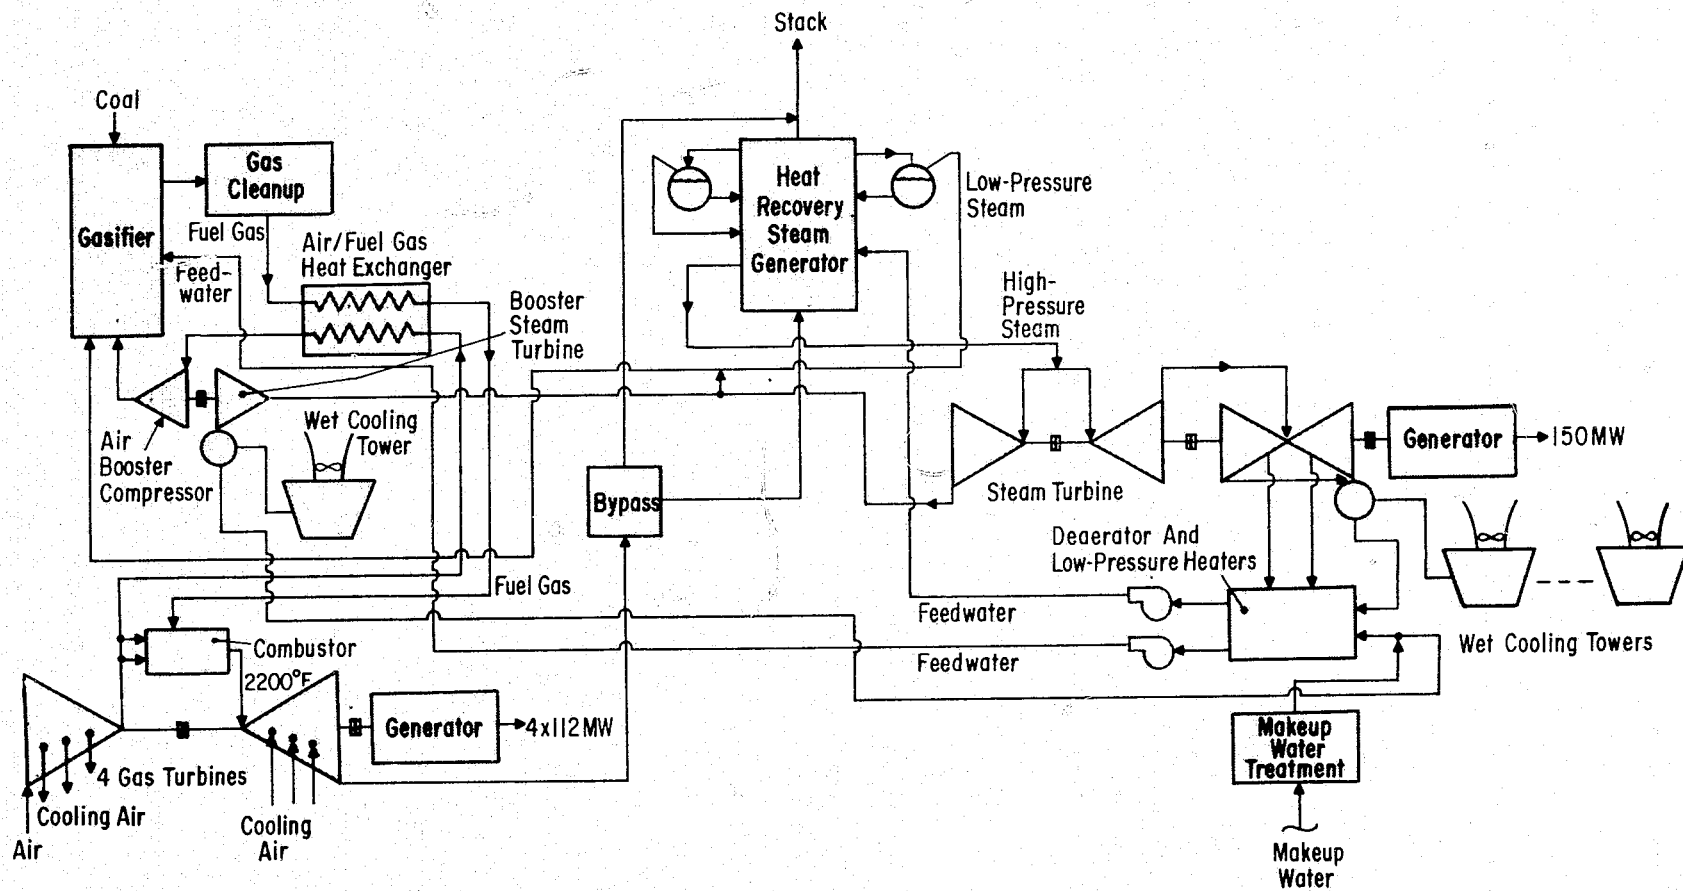 Stack
Coal
Gas
Cleanup
Gasifier
Fuel Gas
Feed-
water
Air/Fuel Gas
Heat Exchanger
Booster
Steam
Turbine
Heat
Recovery
Steam
Generator
Low-Pressure
Steam
High-
Pressure
Steam
Air
Booster
Compressor
Wet Cooling
Tower
Bypass
Steam Turbine
Generator
150MW
Deaerator And
Low-Pressure Heaters
Fuel Gas
Feedwater
Feedwater
Wet Cooling Towers
Combustor
2200°F
Generator
4x112MW
4 Gas Turbines
Cooling Air
Air
Cooling
Air
Makeup
Water
Treatment
Makeup
Water